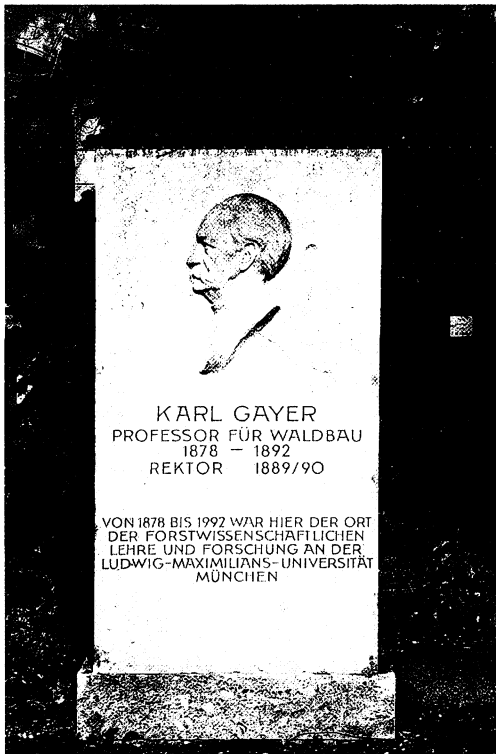 KARL GAYER
PROFESSOR FÜR WALDBAU
1878 – 1892
REKTOR 1889/90
VON 1878 BIS 1992 WAR HIER DER ORT
DER FORSTWISSENSCHAFTLICHEN
LEHRE UND FORSCHUNG AN DER
LUDWIG-MAXIMILIANS-UNIVERSITÄT
MÜNCHEN